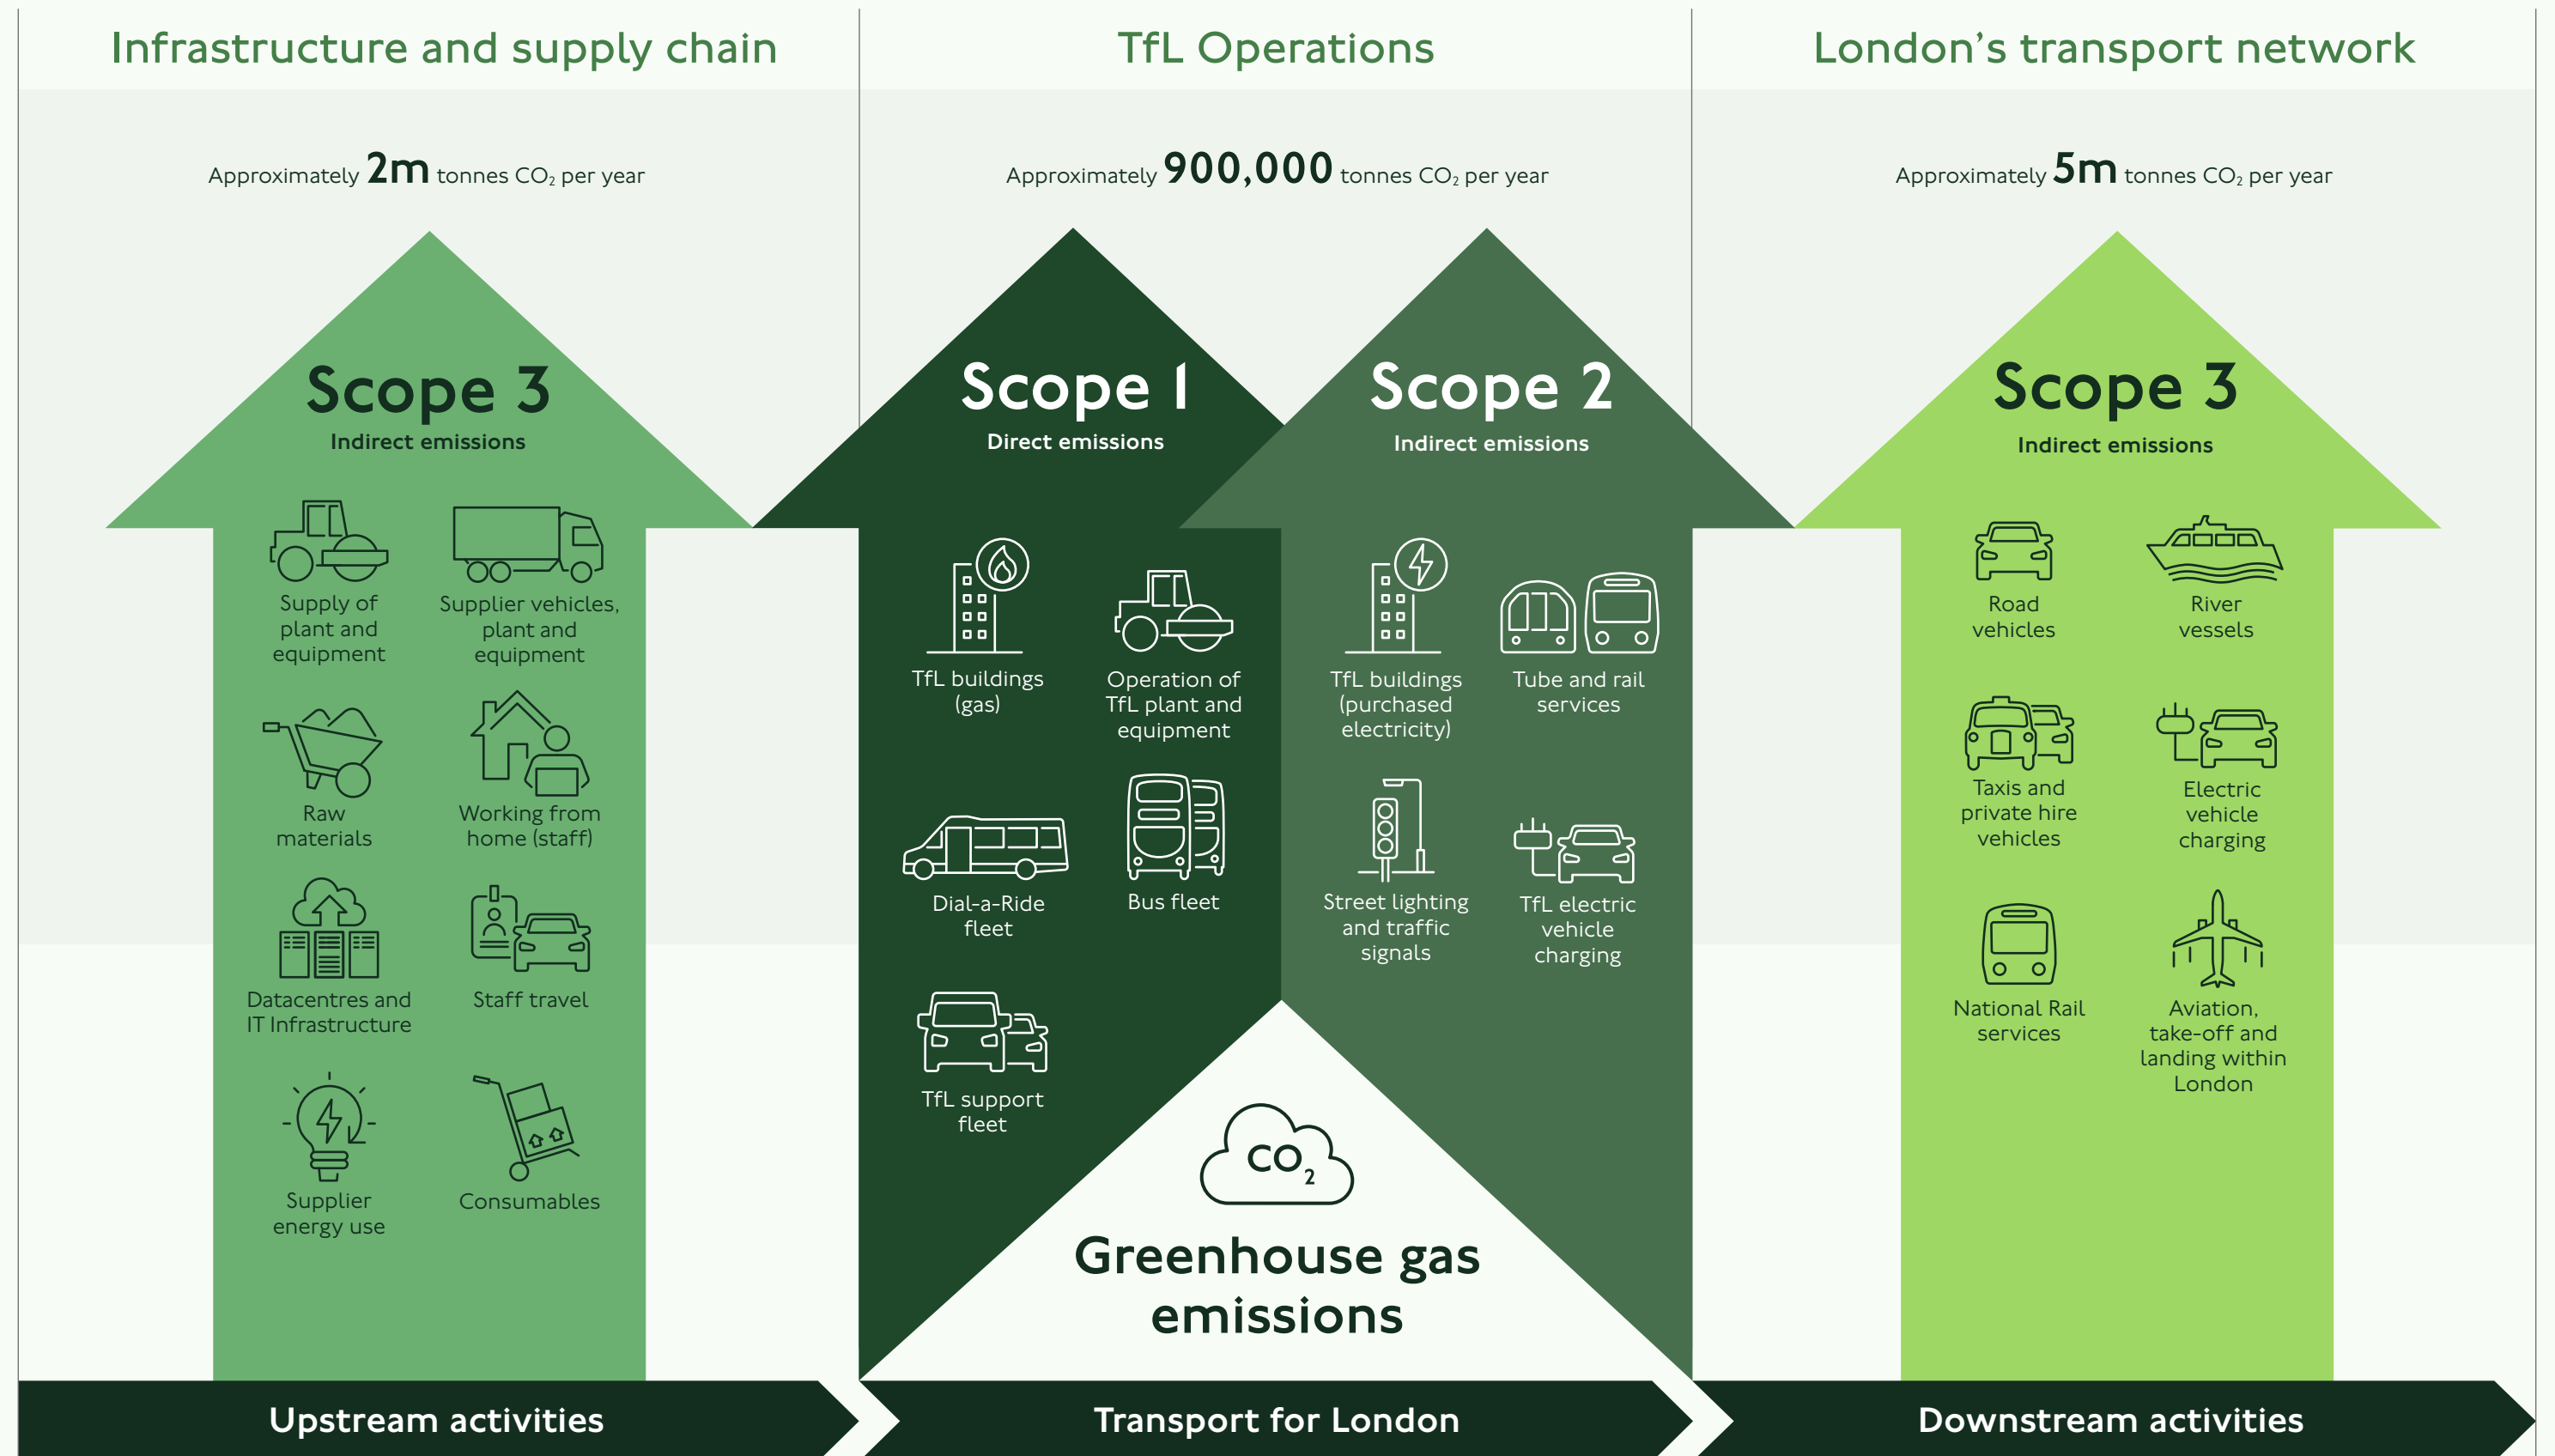 Infrastructure and supply chain
Approximately 2m tonnes CO₂ per year
Scope 3
Indirect emissions
Supply of
plant and
equipment
Supplier vehicles,
plant and
equipment
Raw
materials
Working from
home (staff)
Datacentres and
IT Infrastructure
Staff travel
Supplier
energy use
Consumables
Upstream activities
TfL Operations
Approximately 900,000 tonnes CO₂ per year
Scope 1
Direct emissions
TfL buildings
(gas)
Operation of
TfL plant and
equipment
Dial-a-Ride
fleet
Bus fleet
TfL support
fleet
Scope 2
Indirect emissions
TfL buildings
(purchased
electricity)
Tube and rail
services
Street lighting
and traffic
signals
TfL electric
vehicle
charging
CO₂
Greenhouse gas
emissions
Transport for London
London’s transport network
Approximately 5m tonnes CO₂ per year
Scope 3
Indirect emissions
Road
vehicles
River
vessels
Taxis and
private hire
vehicles
Electric
vehicle
charging
National Rail
services
Aviation,
take-off and
landing within
London
Downstream activities